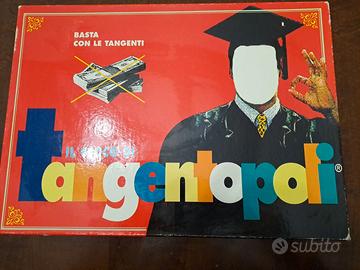 BASTA
CON LE TANGENTI
IL GIOCO DI
tangentopoli®
subito